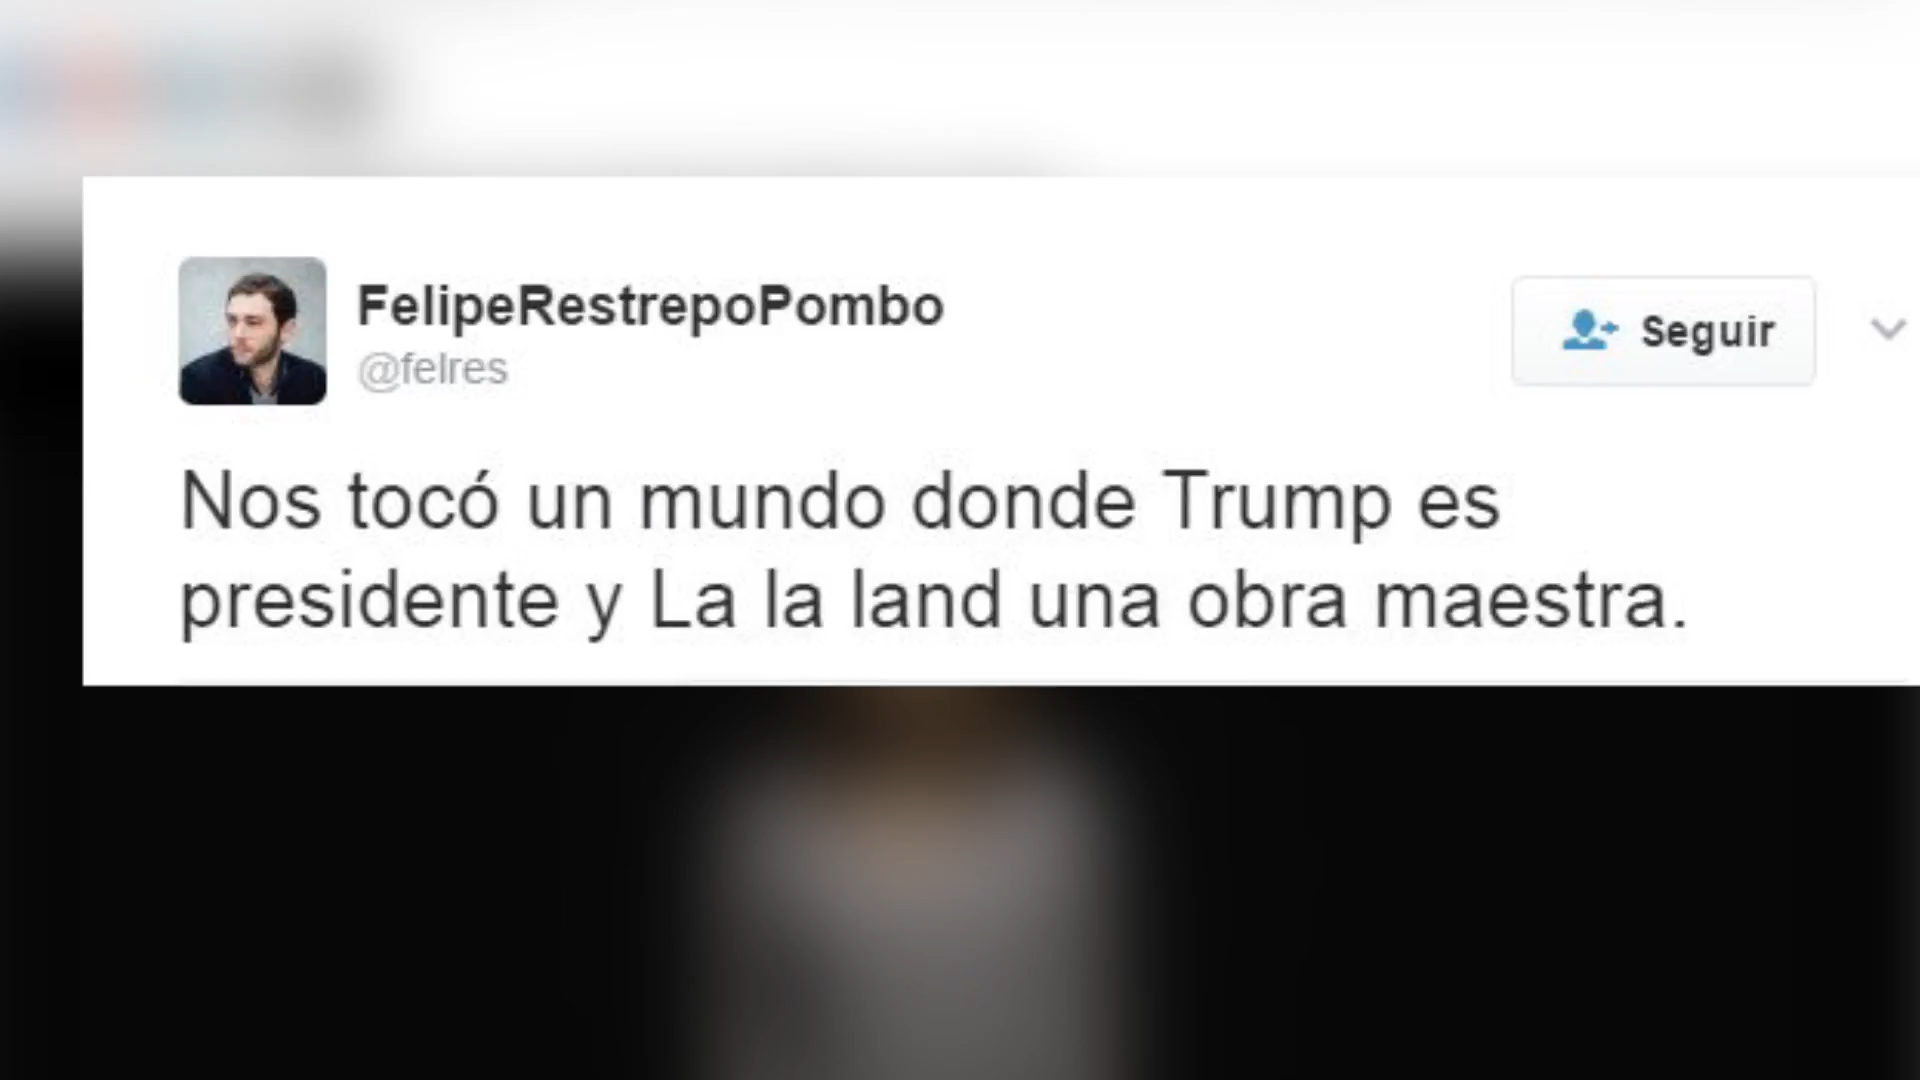 FelipeRestrepoPombo
@felres
Seguir
Nos tocó un mundo donde Trump es
presidente y La la land una obra maestra.